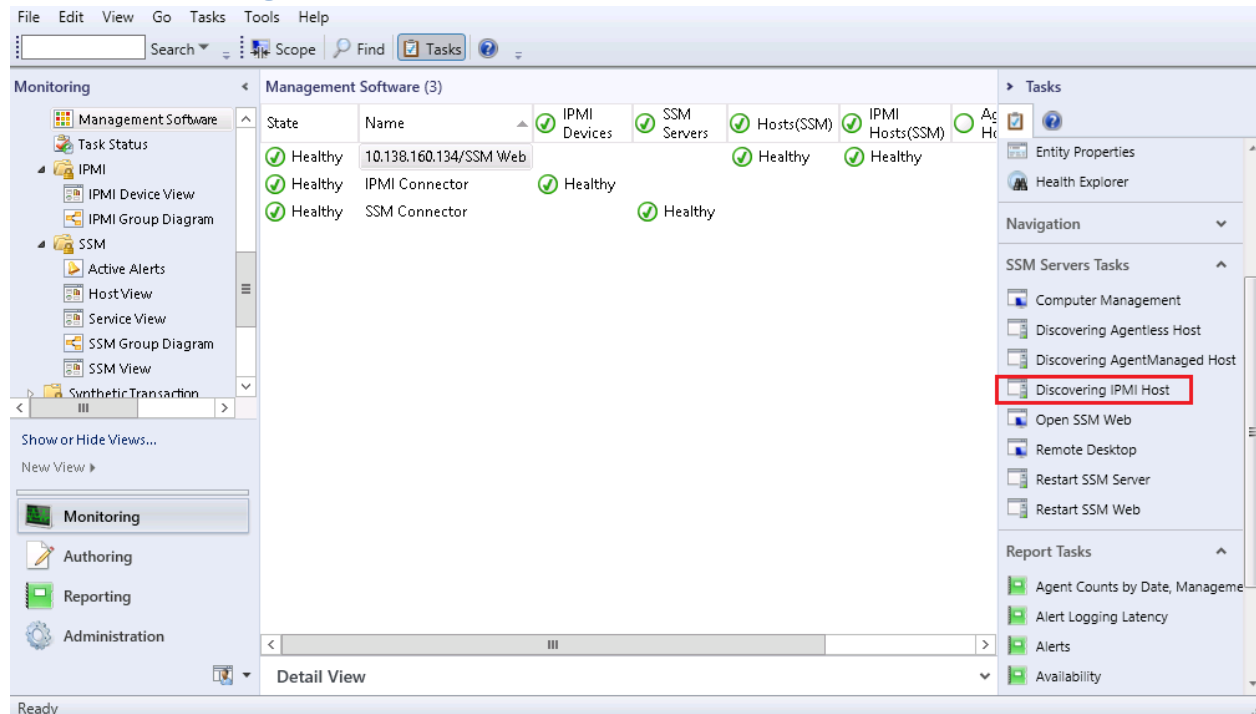 File Edit View Go Tasks Tools Help
Search Scope Find Tasks
Monitoring
Management Software
Task Status
IPMI
IPMI Device View
IPMI Group Diagram
SSM
Active Alerts
Host View
Service View
SSM Group Diagram
SSM View
Synthetic Transaction
Show or Hide Views...
New View
Monitoring
Authoring
Reporting
Administration
Management Software (3)
State Name IPMI Devices SSM Servers Hosts(SSM) IPMI Hosts(SSM)
Healthy 10.138.160.134/SSM Web Healthy Healthy
Healthy IPMI Connector Healthy
Healthy SSM Connector Healthy
Detail View
Tasks
Entity Properties
Health Explorer
Navigation
SSM Servers Tasks
Computer Management
Discovering Agentless Host
Discovering AgentManaged Host
Discovering IPMI Host
Open SSM Web
Remote Desktop
Restart SSM Server
Restart SSM Web
Report Tasks
Agent Counts by Date, Manageme
Alert Logging Latency
Alerts
Availability
Ready